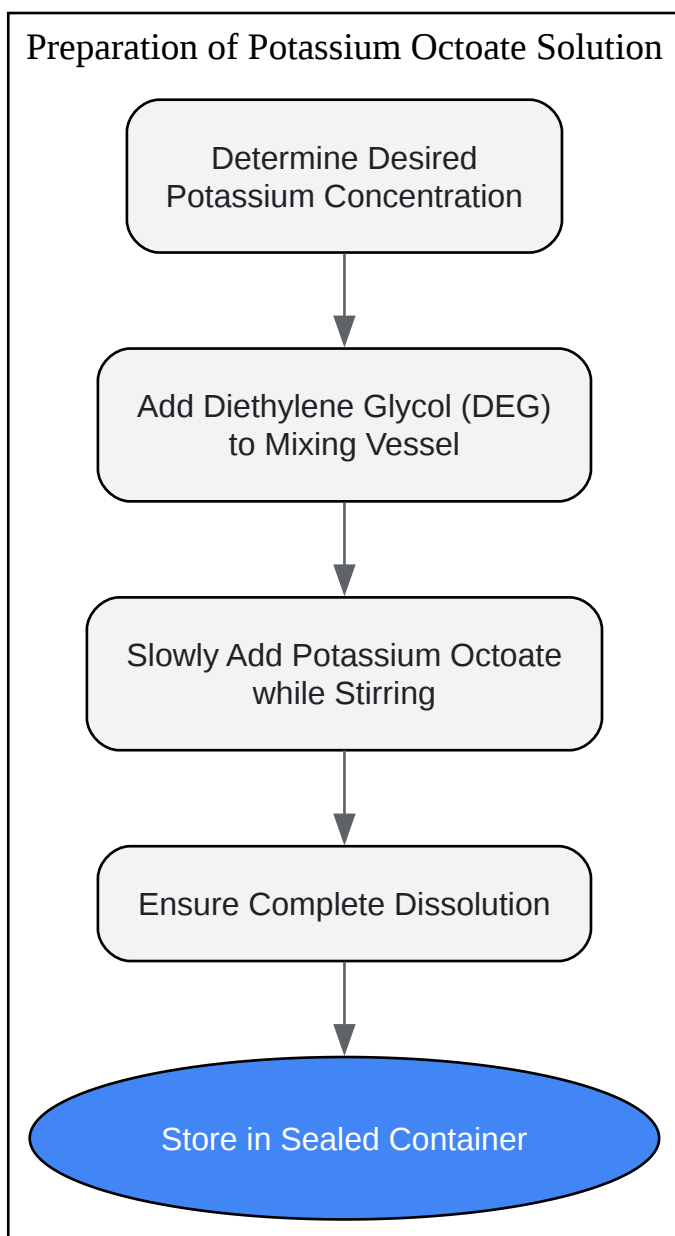 Preparation of Potassium Octoate Solution
Determine Desired
Potassium Concentration
Add Diethylene Glycol (DEG)
to Mixing Vessel
Slowly Add Potassium Octoate
while Stirring
Ensure Complete Dissolution
Store in Sealed Container